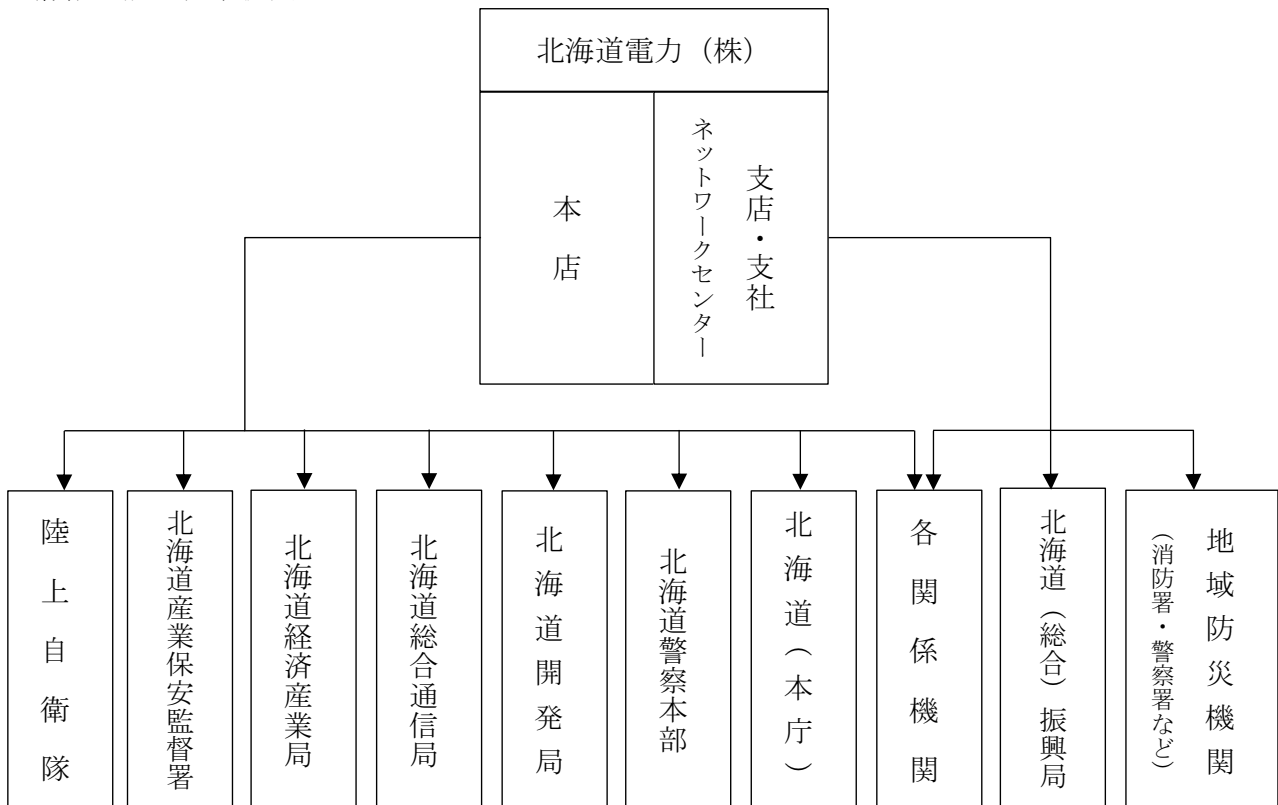 北海道電力（株）
本店
支店・支社
ネットワークセンター
陸上自衛隊
北海道産業保安監督署
北海道経済産業局
北海道総合通信局
北海道開発局
北海道警察本部
北海道（本庁）
各関係機関
北海道（総合）振興局
地域防災機関
（消防署・警察署など）